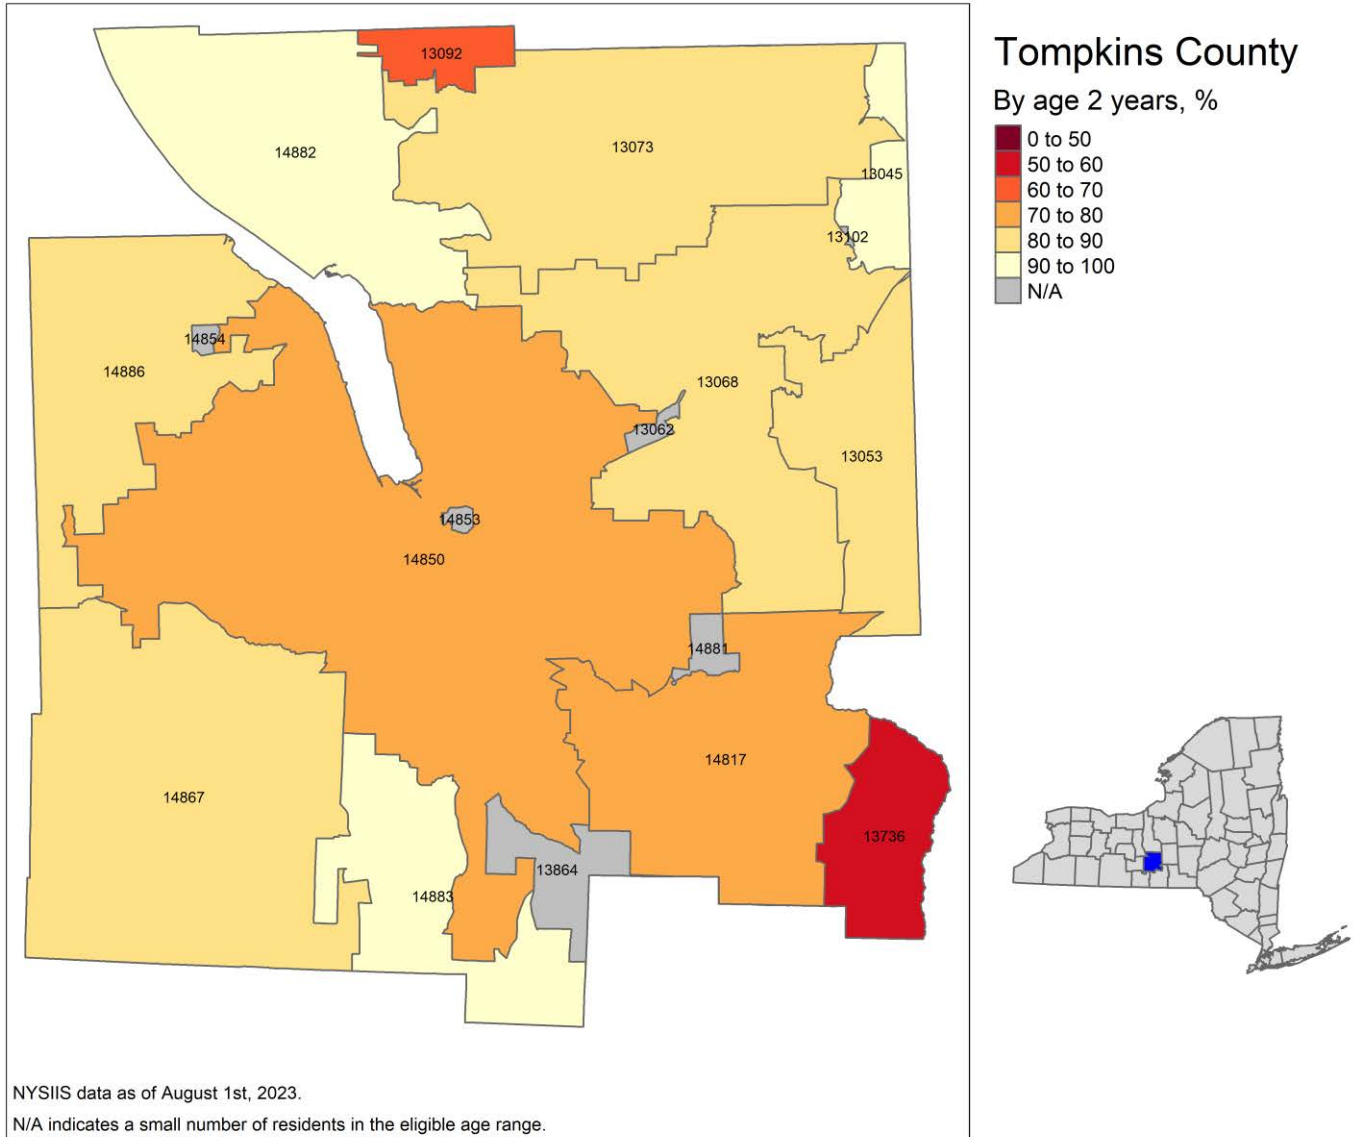 Tompkins County
By age 2 years, %
0 to 50
50 to 60
60 to 70
70 to 80
80 to 90
90 to 100
N/A
13092
14882
13073
13045
13102
14854
14886
13068
13062
13053
14853
14850
14881
14817
14867
13736
13864
14883
NYSIIS data as of August 1st, 2023.
N/A indicates a small number of residents in the eligible age range.